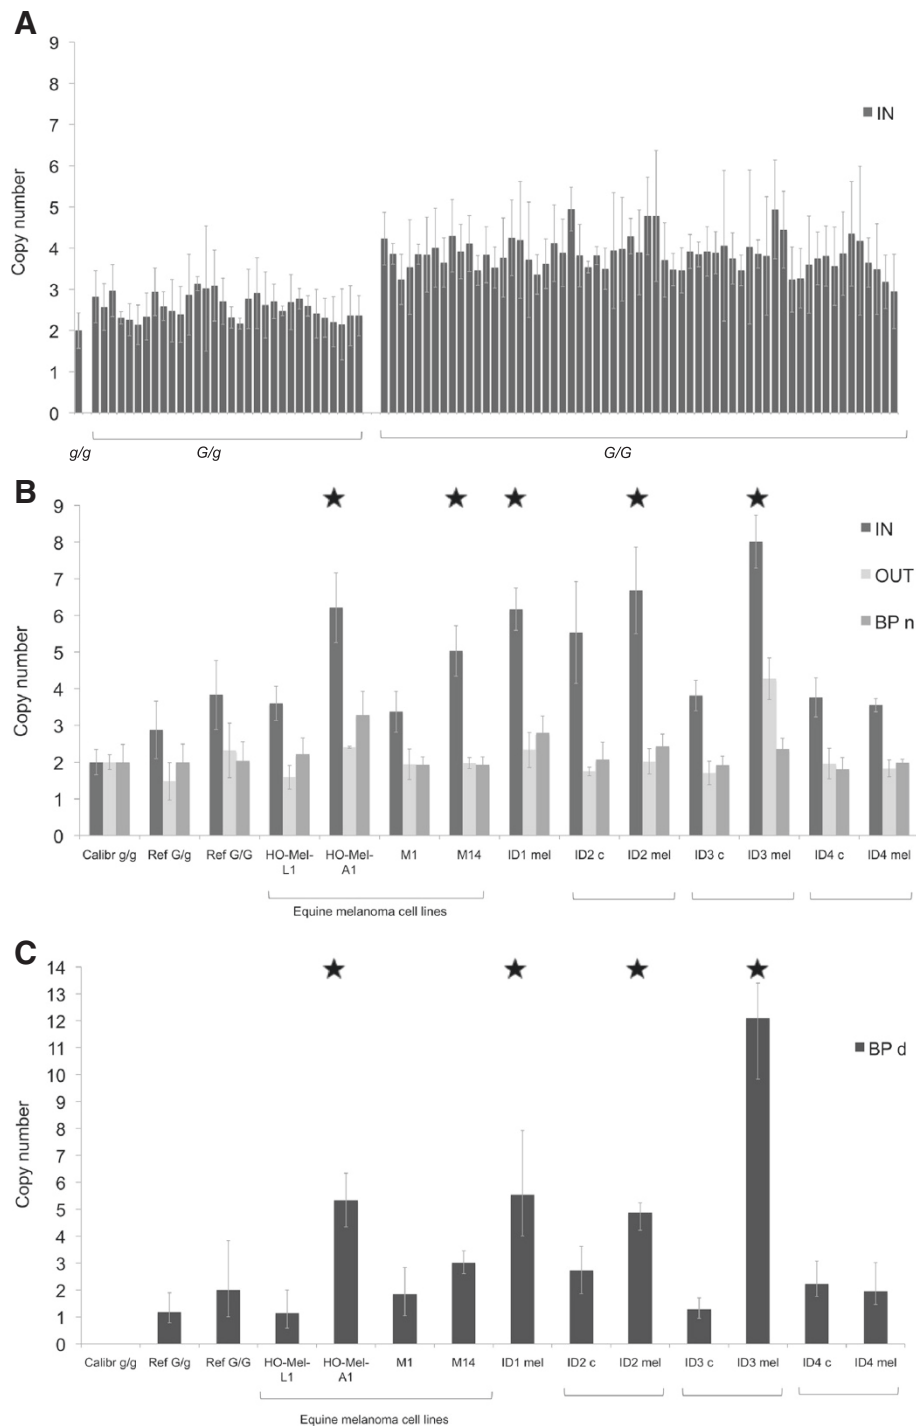 A
9
8
7
6
5
4
3
2
1
0
Copy number
IN
g/g
G/g
G/G
B
9
8
7
6
5
4
3
2
1
0
Copy number
IN
OUT
BP n
Calibr g/g
Ref G/g
Ref G/G
HO-Mel-
L1
HO-Mel-
A1
M1
M14
ID1 mel
ID2 c
ID2 mel
ID3 c
ID3 mel
ID4 c
ID4 mel
Equine melanoma cell lines
C
14
13
12
11
10
9
8
7
6
5
4
3
2
1
0
Copy number
BP d
Calibr g/g
Ref G/g
Ref G/G
HO-Mel-
L1
HO-Mel-
A1
M1
M14
ID1 mel
ID2 c
ID2 mel
ID3 c
ID3 mel
ID4 c
ID4 mel
Equine melanoma cell lines